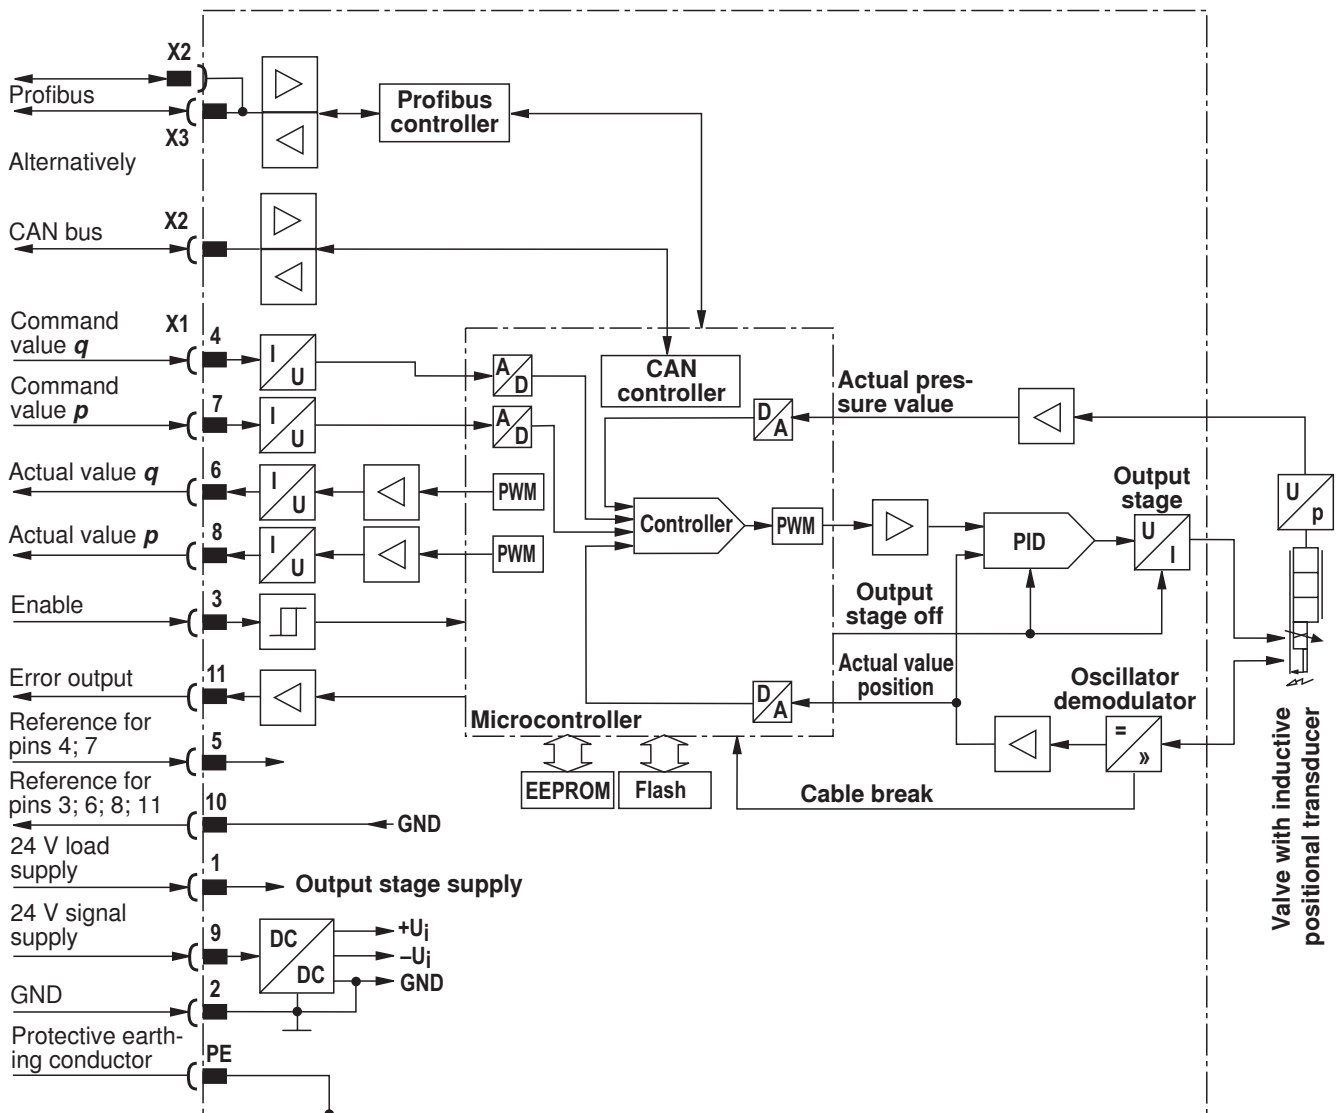 X2
Profibus
X3
Profibus
controller
Alternatively
X2
CAN bus
Command
value q
X1
4
I
U
A
D
CAN
controller
Actual pres-
sure value
Command
value p
7
I
U
A
D
D
A
Actual value q
6
I
U
PWM
Output
stage
U
p
Controller
PWM
PID
U
I
Actual value p
8
I
U
PWM
Enable
3
Output
stage off
Error output
11
Actual value
position
Oscillator
demodulator
D
A
Microcontroller
Reference for
pins 4; 7
5
=
»
EEPROM
Flash
Cable break
Reference for
pins 3; 6; 8; 11
10
GND
24 V load
supply
1
Output stage supply
24 V signal
supply
9
DC
DC
+Ui
–Ui
GND
GND
2
Protective earth-
ing conductor
PE
Valve with inductive
positional transducer